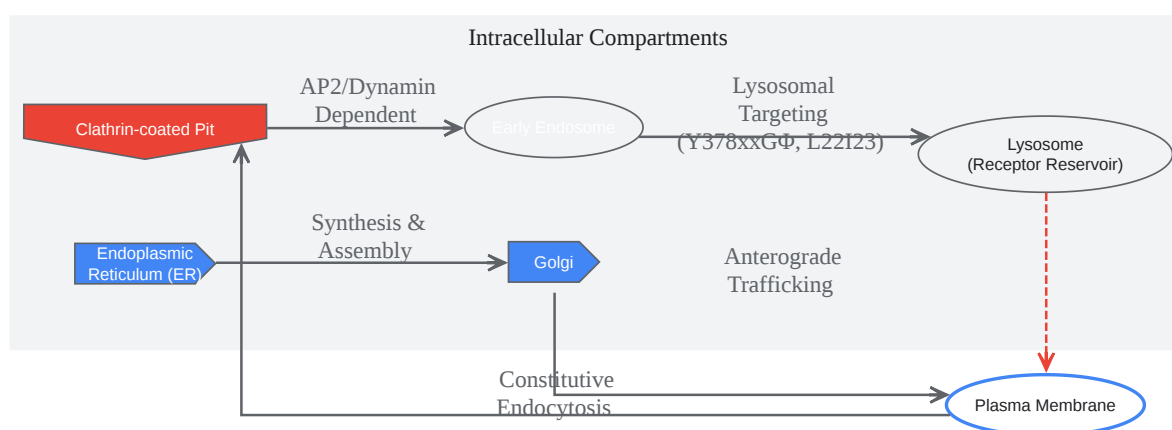 Intracellular Compartments
AP2/Dynamin
Dependent
Lysosomal
Targeting
(Y378xxGΦ, L22I23)
Clathrin-coated Pit
Early Endosome
Lysosome
(Receptor Reservoir)
Synthesis &
Assembly
Endoplasmic
Reticulum (ER)
Golgi
Anterograde
Trafficking
Constitutive
Endocytosis
Plasma Membrane